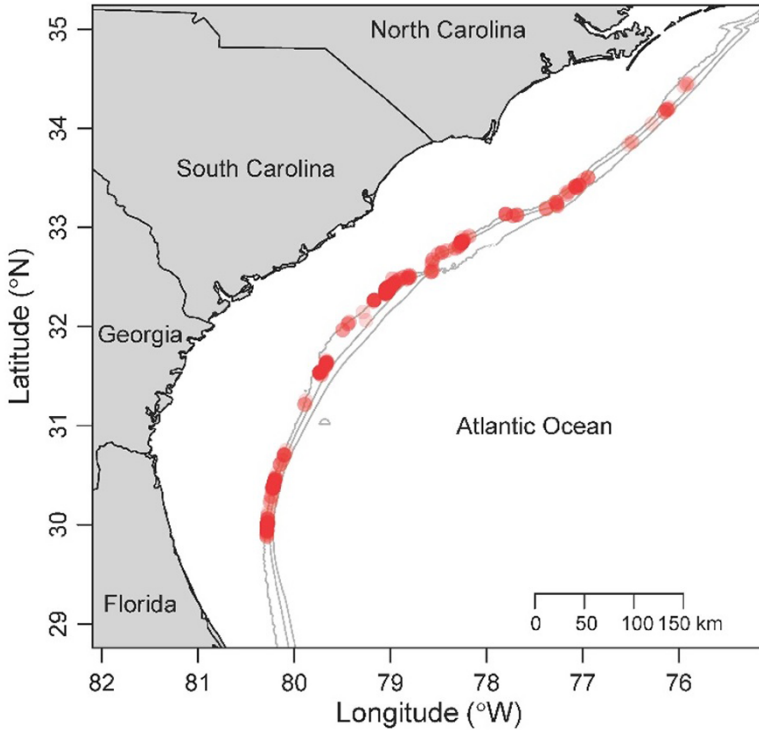 North Carolina
South Carolina
Georgia
Florida
Atlantic Ocean
0 50 100 150 km
35
34
33
32
31
30
29
Latitude (°N)
82 81 80 79 78 77 76
Longitude (°W)